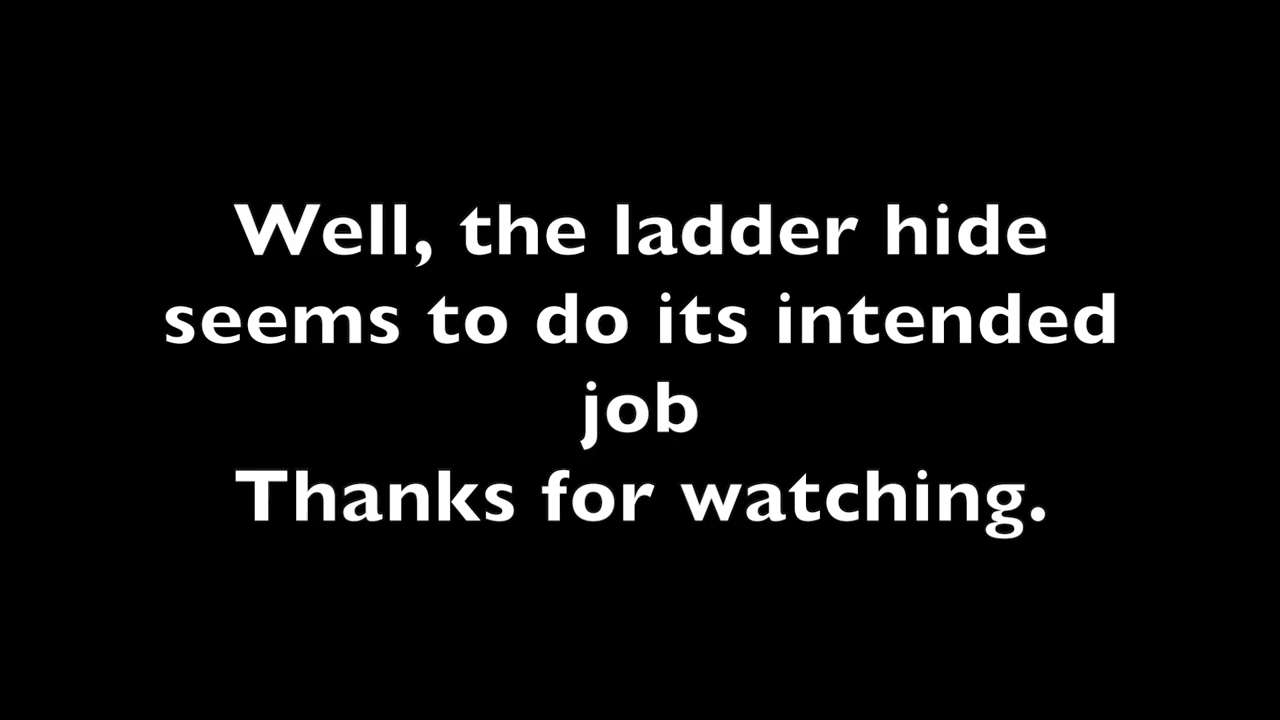 Well, the ladder hide
seems to do its intended
job
Thanks for watching.